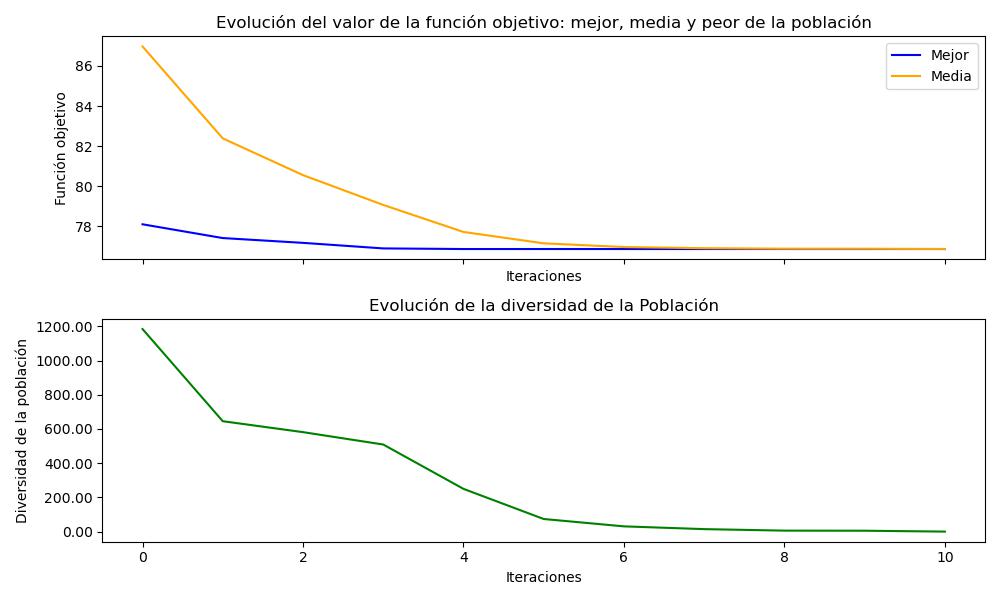 Evolución del valor de la función objetivo: mejor, media y peor de la población
Función objetivo
86
84
82
80
78
Mejor
Media
Iteraciones
Evolución de la diversidad de la Población
Diversidad de la población
1200.00
1000.00
800.00
600.00
400.00
200.00
0.00
0 2 4 6 8 10
Iteraciones